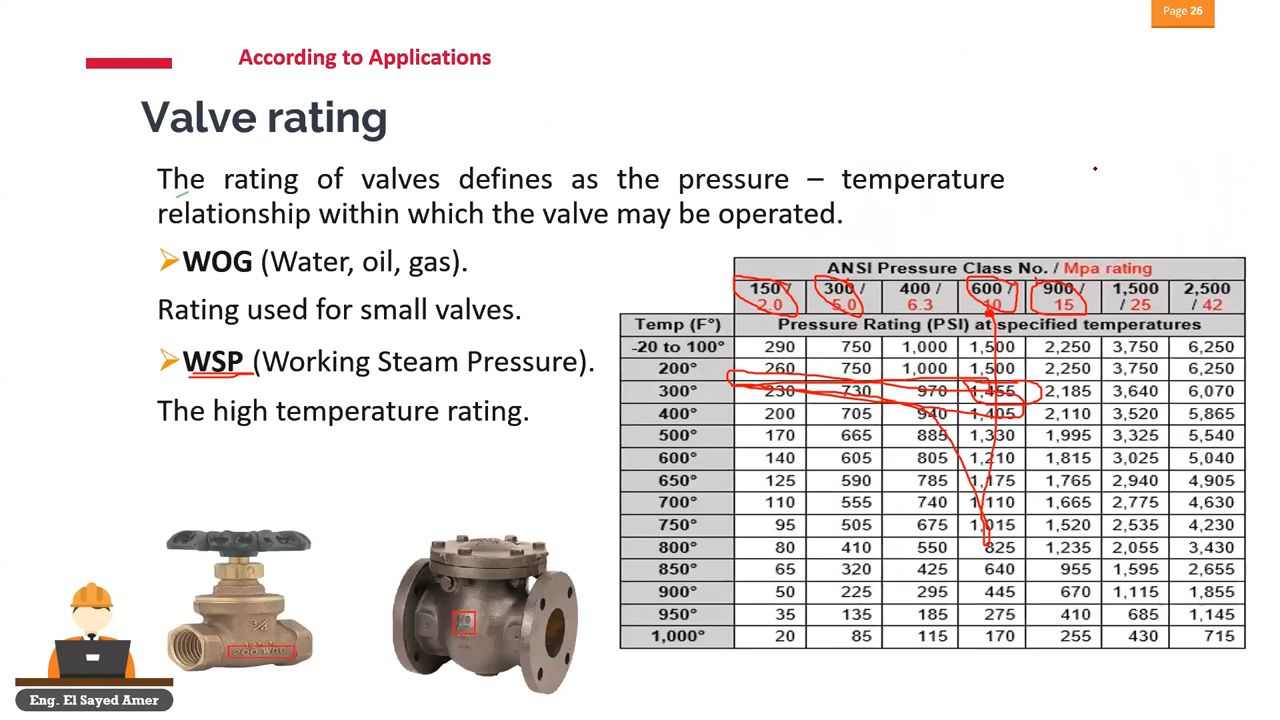 Page 26
According to Applications
Valve rating
The rating of valves defines as the pressure – temperature
relationship within which the valve may be operated.
WOG (Water, oil, gas).
Rating used for small valves.
WSP (Working Steam Pressure).
The high temperature rating.
ANSI Pressure Class No. / Mpa rating
150 / 2.0 300 / 5.0 400 / 6.3 600 / 10 900 / 15 1,500 / 25 2,500 / 42
Temp (F°) Pressure Rating (PSI) at specified temperatures
-20 to 100° 290 750 1,000 1,500 2,250 3,750 6,250
200° 260 750 1,000 1,500 2,250 3,750 6,250
300° 230 730 970 1,455 2,185 3,640 6,070
400° 200 705 940 1,405 2,110 3,520 5,865
500° 170 665 885 1,330 1,995 3,325 5,540
600° 140 605 805 1,210 1,815 3,025 5,040
650° 125 590 785 1,175 1,765 2,940 4,905
700° 110 555 740 1,110 1,665 2,775 4,630
750° 95 505 675 1,015 1,520 2,535 4,230
800° 80 410 550 825 1,235 2,055 3,430
850° 65 320 425 640 955 1,595 2,655
900° 50 225 295 445 670 1,115 1,855
950° 35 135 185 275 410 685 1,145
1,000° 20 85 115 170 255 430 715
3/4
200 WOG
Eng. El Sayed Amer